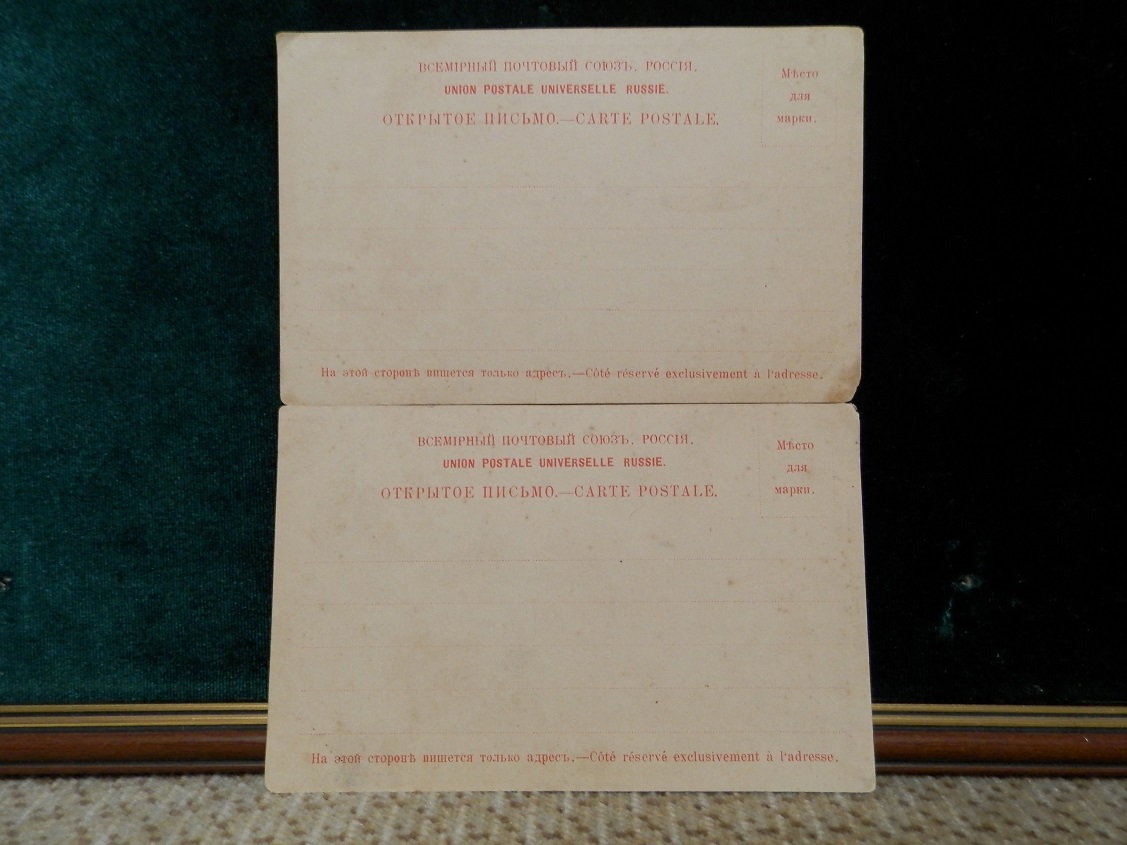 ВСЕМІРНЫЙ ПОЧТОВЫЙ СОЮЗЪ. РОССІЯ.
UNION POSTALE UNIVERSELLE RUSSIE.
ОТКРЫТОЕ ПИСЬМО.—CARTE POSTALE.
Мѣсто
для
марки.
На этой сторонѣ пишется только адресъ.—Côté réservé exclusivement à l'adresse.
ВСЕМІРНЫЙ ПОЧТОВЫЙ СОЮЗЪ. РОССІЯ.
UNION POSTALE UNIVERSELLE RUSSIE.
ОТКРЫТОЕ ПИСЬМО.—CARTE POSTALE.
Мѣсто
для
марки.
На этой сторонѣ пишется только адресъ.—Côté réservé exclusivement à l'adresse.